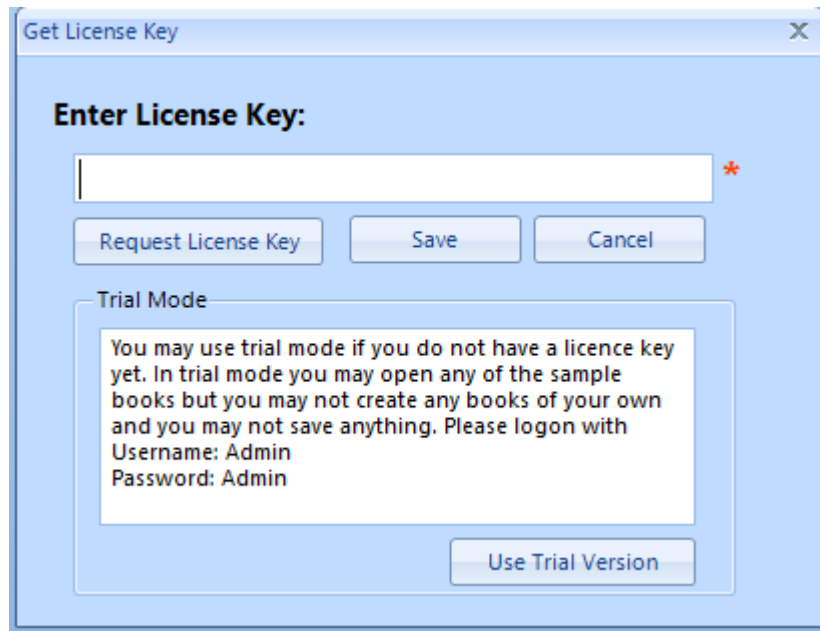 Get License Key
Enter License Key:
*
Request License Key
Save
Cancel
Trial Mode
You may use trial mode if you do not have a licence key
yet. In trial mode you may open any of the sample
books but you may not create any books of your own
and you may not save anything. Please logon with
Username: Admin
Password: Admin
Use Trial Version